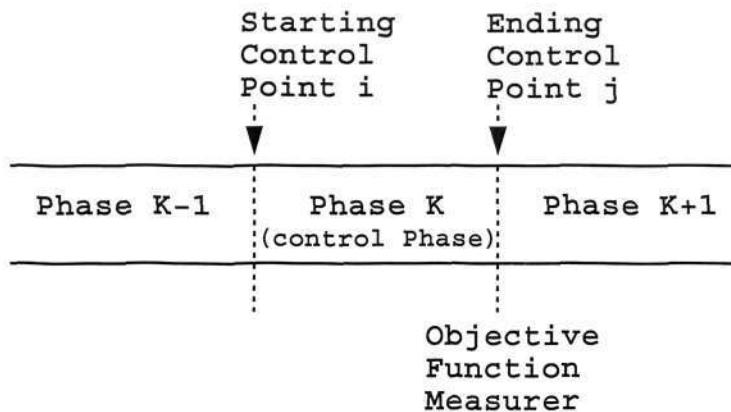 Starting
Control
Point i
Ending
Control
Point j
Phase K-1
Phase K
(control Phase)
Phase K+1
Objective
Function
Measurer